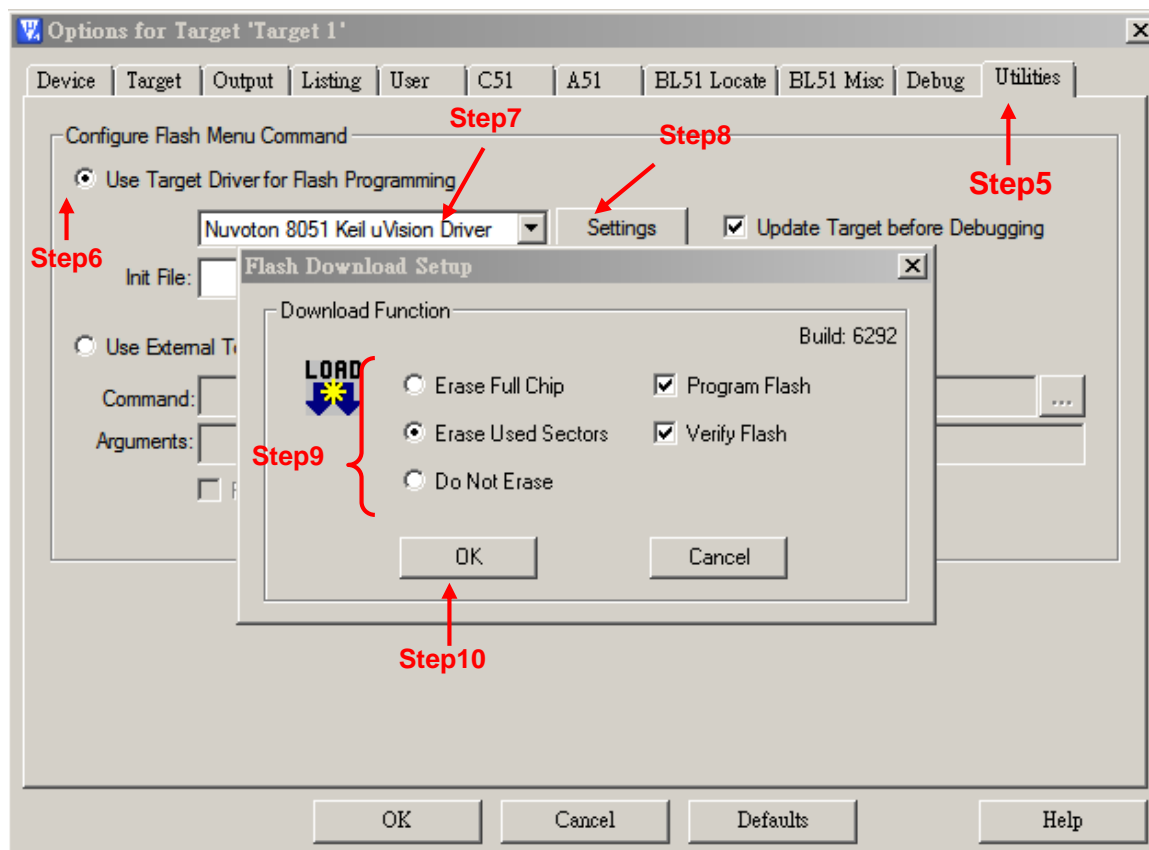 Options for Target 'Target 1'
Device Target Output Listing User C51 A51 BL51 Locate BL51 Misc Debug Utilities
Step7
Step8
Step5
Configure Flash Menu Command
Use Target Driver for Flash Programming
Step6
Nuvoton 8051 Keil uVision Driver Settings Update Target before Debugging
Init File:
Flash Download Setup
Download Function
Build: 6292
Use External
Command:
...
Arguments:
LOAD
Erase Full Chip Program Flash
Erase Used Sectors Verify Flash
Step9
Do Not Erase
OK Cancel
Step10
OK Cancel Defaults Help